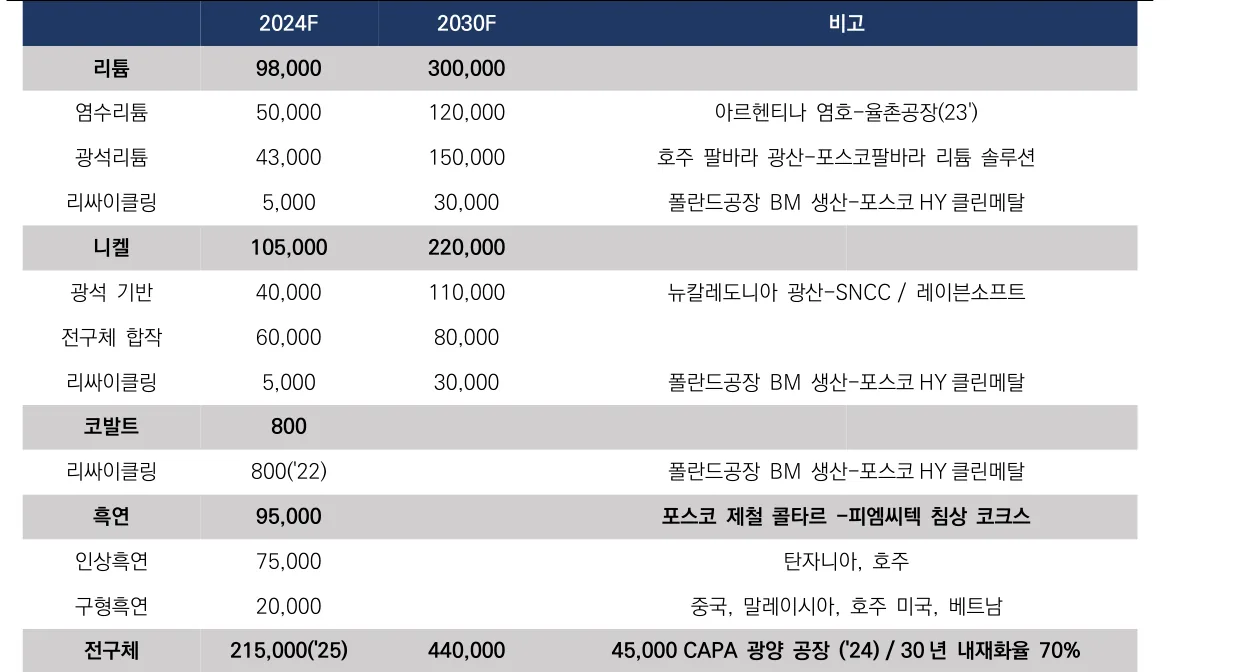 2024F 2030F 비고
리튬 98,000 300,000
염수리튬 50,000 120,000 아르헨티나 염호-율촌공장(23')
광석리튬 43,000 150,000 호주 팔바라 광산-포스코팔바라 리튬 솔루션
리싸이클링 5,000 30,000 폴란드공장 BM 생산-포스코 HY 클린메탈
니켈 105,000 220,000
광석 기반 40,000 110,000 뉴칼레도니아 광산-SNCC / 레이븐소프트
전구체 합작 60,000 80,000
리싸이클링 5,000 30,000 폴란드공장 BM 생산-포스코 HY 클린메탈
코발트 800
리싸이클링 800('22) 폴란드공장 BM 생산-포스코 HY 클린메탈
흑연 95,000 포스코 제철 콜타르 -피엠씨텍 침상 코크스
인상흑연 75,000 탄자니아, 호주
구형흑연 20,000 중국, 말레이시아, 호주 미국, 베트남
전구체 215,000('25) 440,000 45,000 CAPA 광양 공장 ('24) / 30 년 내재화율 70%